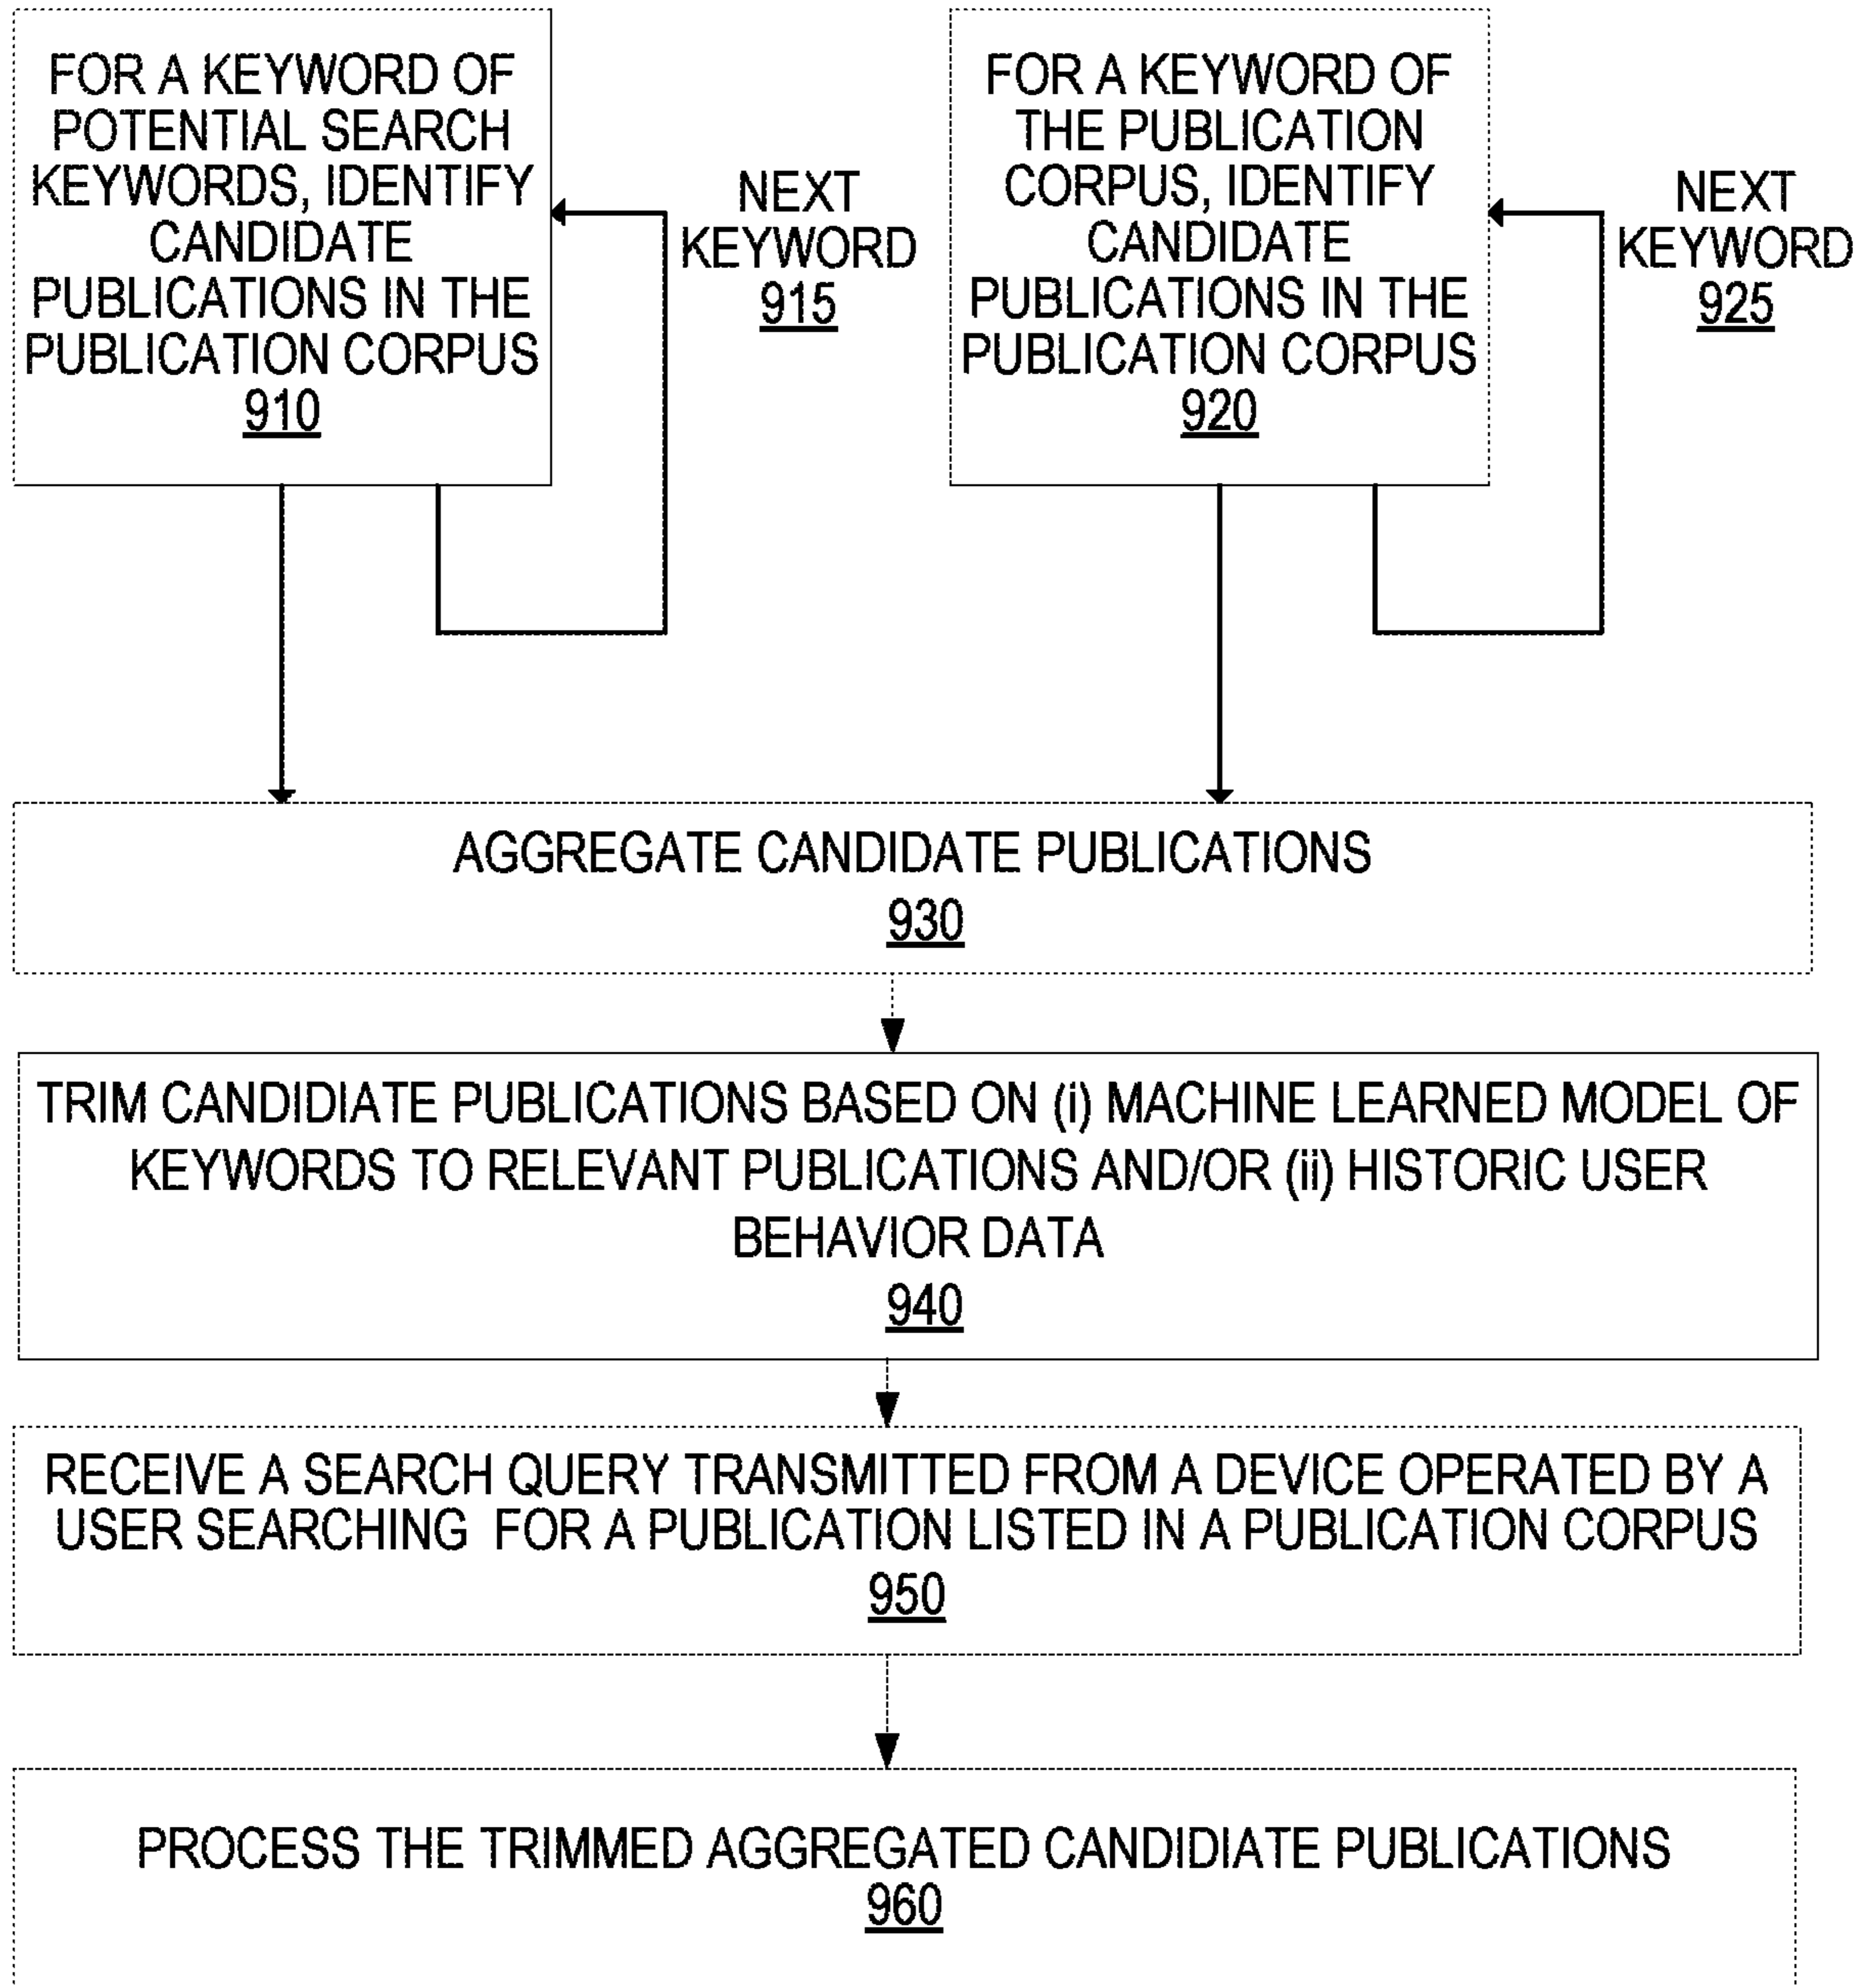 FOR A KEYWORD OF
POTENTIAL SEARCH
KEYWORDS, IDENTIFY
CANDIDATE
PUBLICATIONS IN THE
PUBLICATION CORPUS
910
NEXT
KEYWORD
915
FOR A KEYWORD OF
THE PUBLICATION
CORPUS, IDENTIFY
CANDIDATE
PUBLICATIONS IN THE
PUBLICATION CORPUS
920
NEXT
KEYWORD
925
AGGREGATE CANDIDATE PUBLICATIONS
930
TRIM CANDIDIATE PUBLICATIONS BASED ON (i) MACHINE LEARNED MODEL OF
KEYWORDS TO RELEVANT PUBLICATIONS AND/OR (ii) HISTORIC USER
BEHAVIOR DATA
940
RECEIVE A SEARCH QUERY TRANSMITTED FROM A DEVICE OPERATED BY A
USER SEARCHING FOR A PUBLICATION LISTED IN A PUBLICATION CORPUS
950
PROCESS THE TRIMMED AGGREGATED CANDIDIATE PUBLICATIONS
960